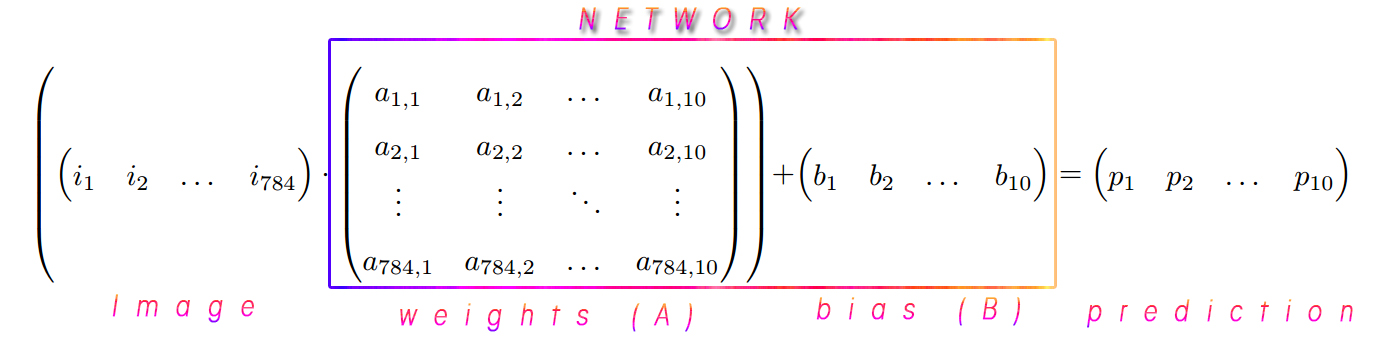 NETWORK
( (i₁ i₂ … i₇₈₄) · ( a₁,₁ a₁,₂ … a₁,₁₀
a₂,₁ a₂,₂ … a₂,₁₀
⋮ ⋮ ⋱ ⋮
a₇₈₄,₁ a₇₈₄,₂ … a₇₈₄,₁₀ ) ) + (b₁ b₂ … b₁₀) = (p₁ p₂ … p₁₀)
Image weights (A) bias (B) prediction